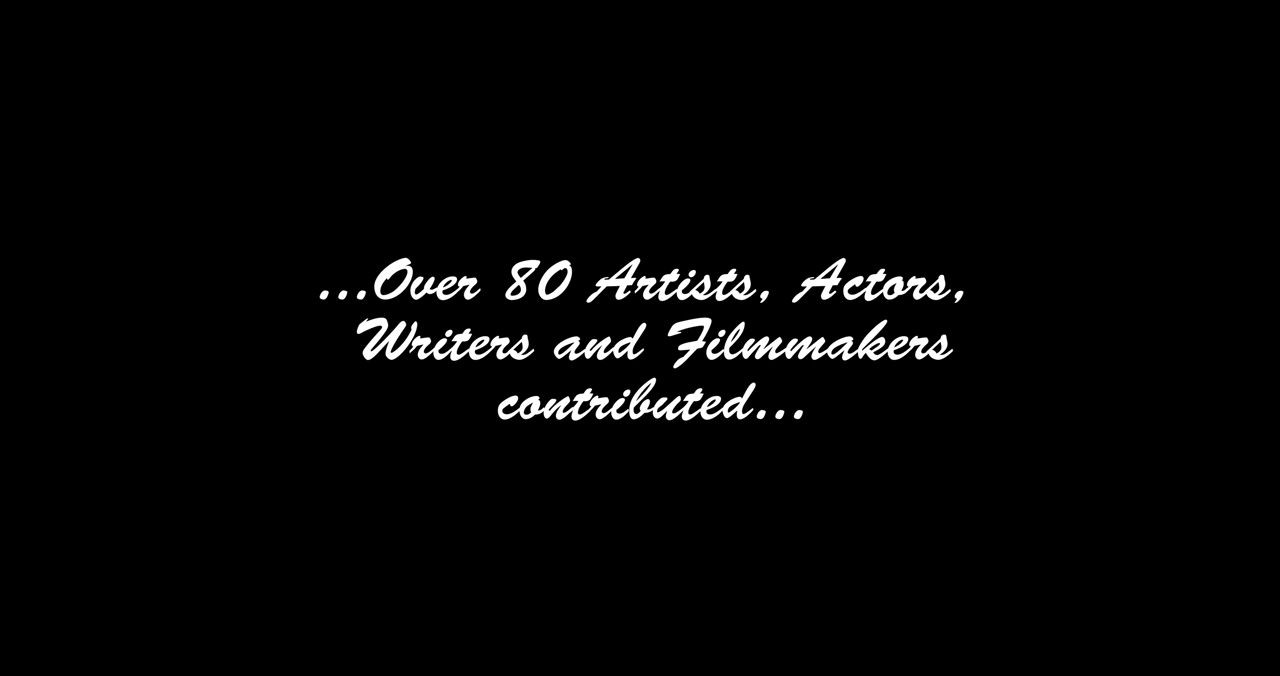 ...Over 80 Artists, Actors,
Writers and Filmmakers
contributed...